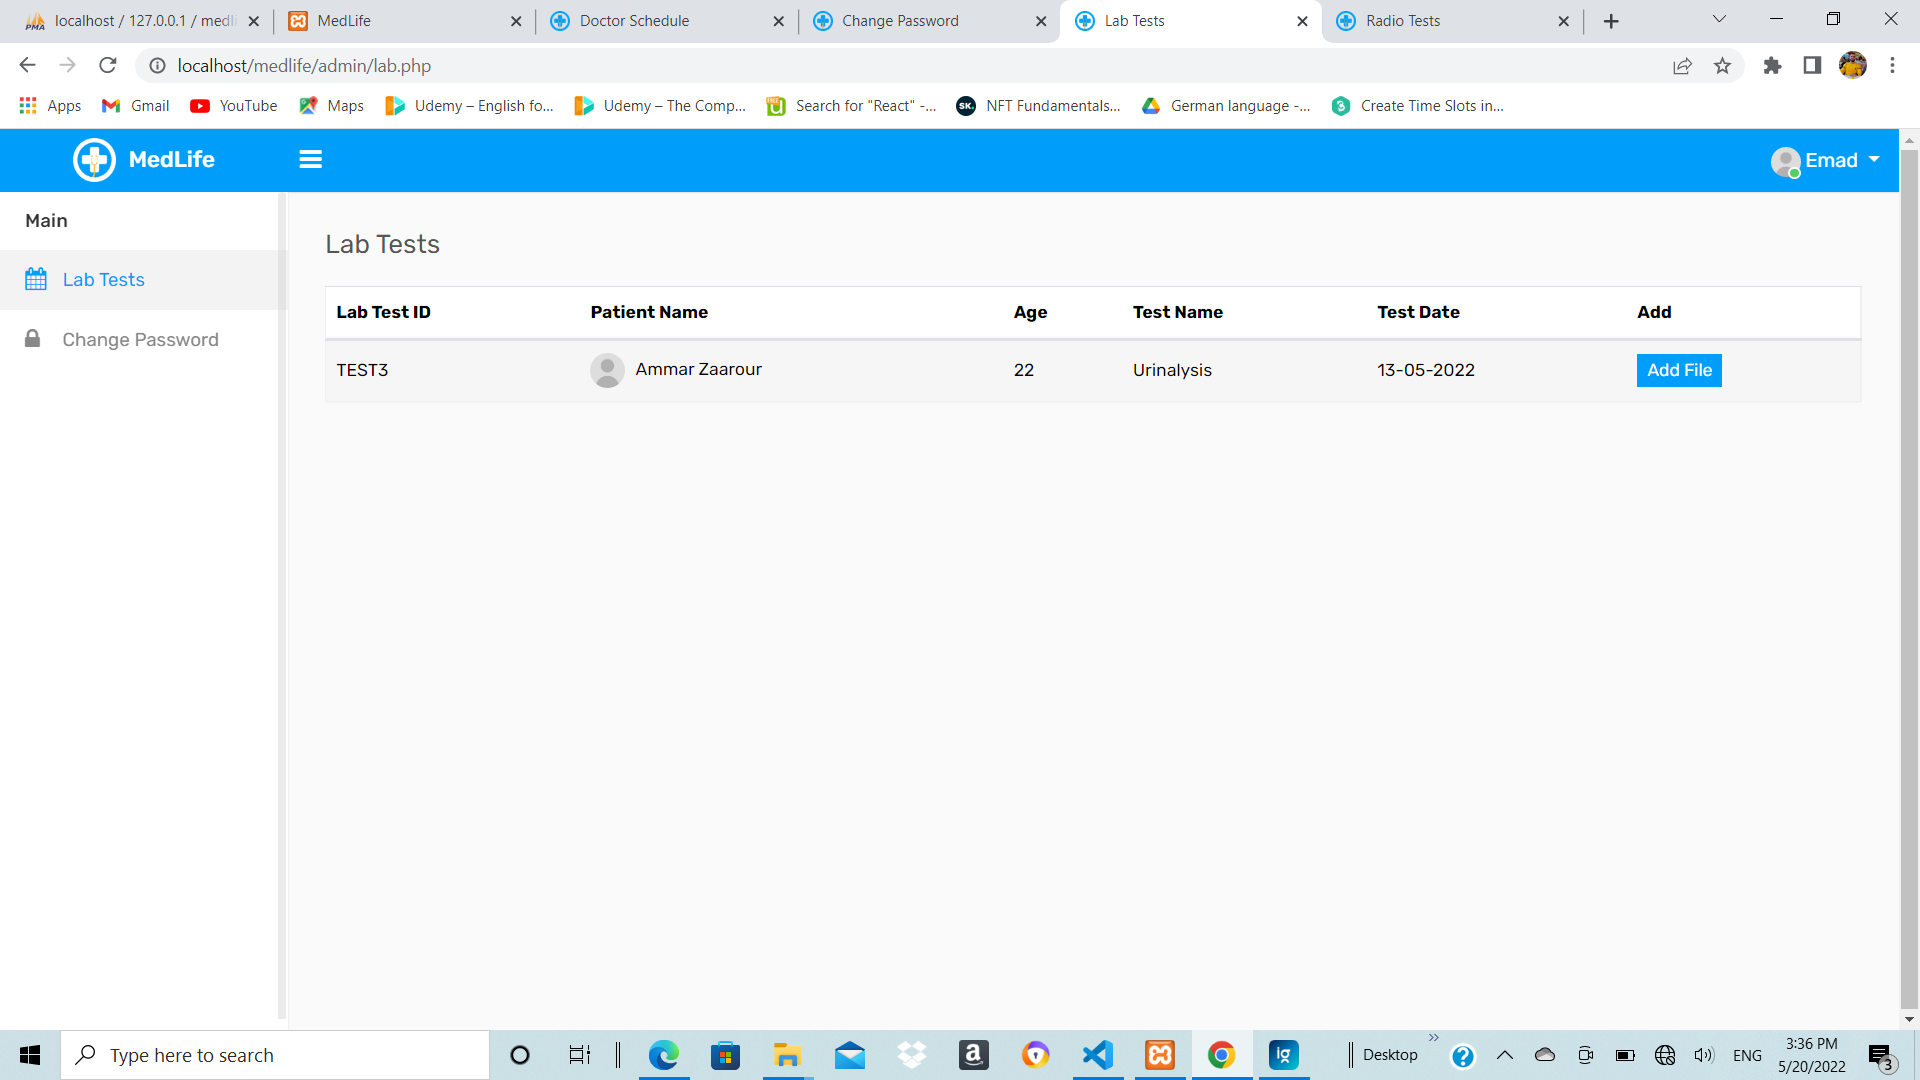 localhost / 127.0.0.1 / medli
MedLife
Doctor Schedule
Change Password
Lab Tests
Radio Tests
localhost/medlife/admin/lab.php
Apps
Gmail
YouTube
Maps
Udemy – English fo...
Udemy – The Comp...
Search for "React" -...
NFT Fundamentals...
German language -...
Create Time Slots in...
MedLife
Emad
Main
Lab Tests
Change Password
Lab Tests
Lab Test ID Patient Name Age Test Name Test Date Add
TEST3 Ammar Zaarour 22 Urinalysis 13-05-2022 Add File
Type here to search
Desktop
ENG
3:36 PM
5/20/2022
3